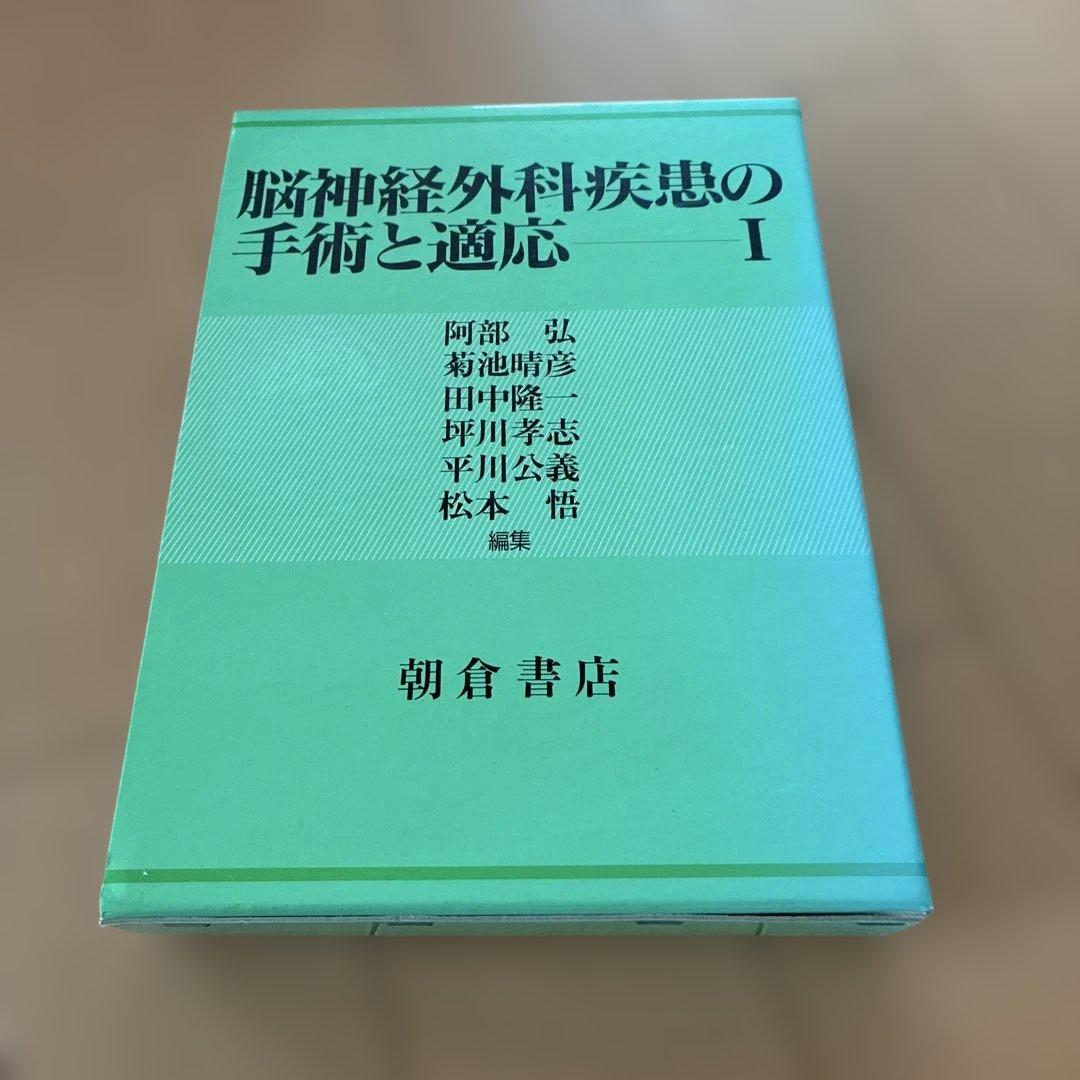 脳神経外科疾患の
手術と適応——I
阿部 弘
菊池晴彦
田中隆一
坪川孝志
平川公義
松本 悟
編集
朝倉書店